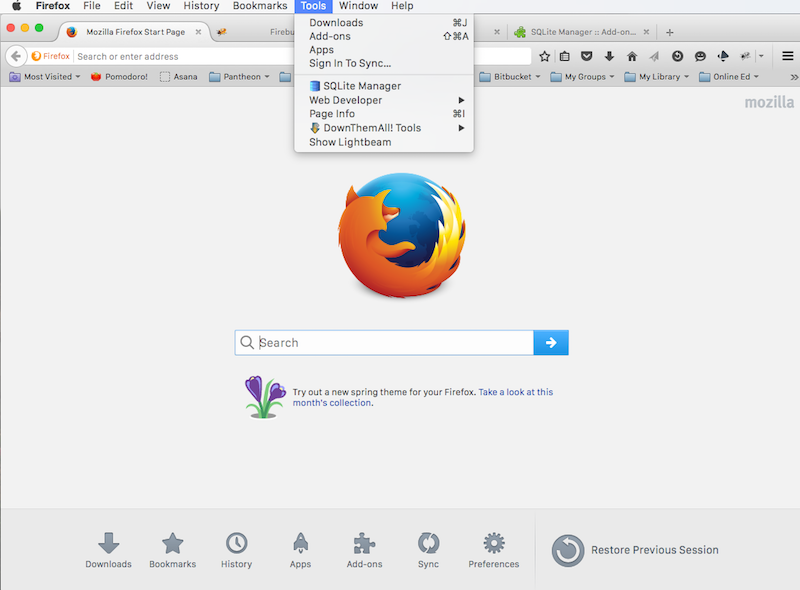 Firefox File Edit View History Bookmarks Tools Window Help
Mozilla Firefox Start Page
SQLite Manager :: Add-on...
Firefox Search or enter address
Most Visited Pomodoro! Asana Pantheon Bitbucket My Groups My Library Online Ed
Downloads ⌘J
Add-ons ⇧⌘A
Apps
Sign In To Sync...
SQLite Manager
Web Developer
Page Info ⌘I
DownThemAll! Tools
Show Lightbeam
mozilla
Search
Try out a new spring theme for your Firefox. Take a look at this
month's collection.
Downloads Bookmarks History Apps Add-ons Sync Preferences Restore Previous Session